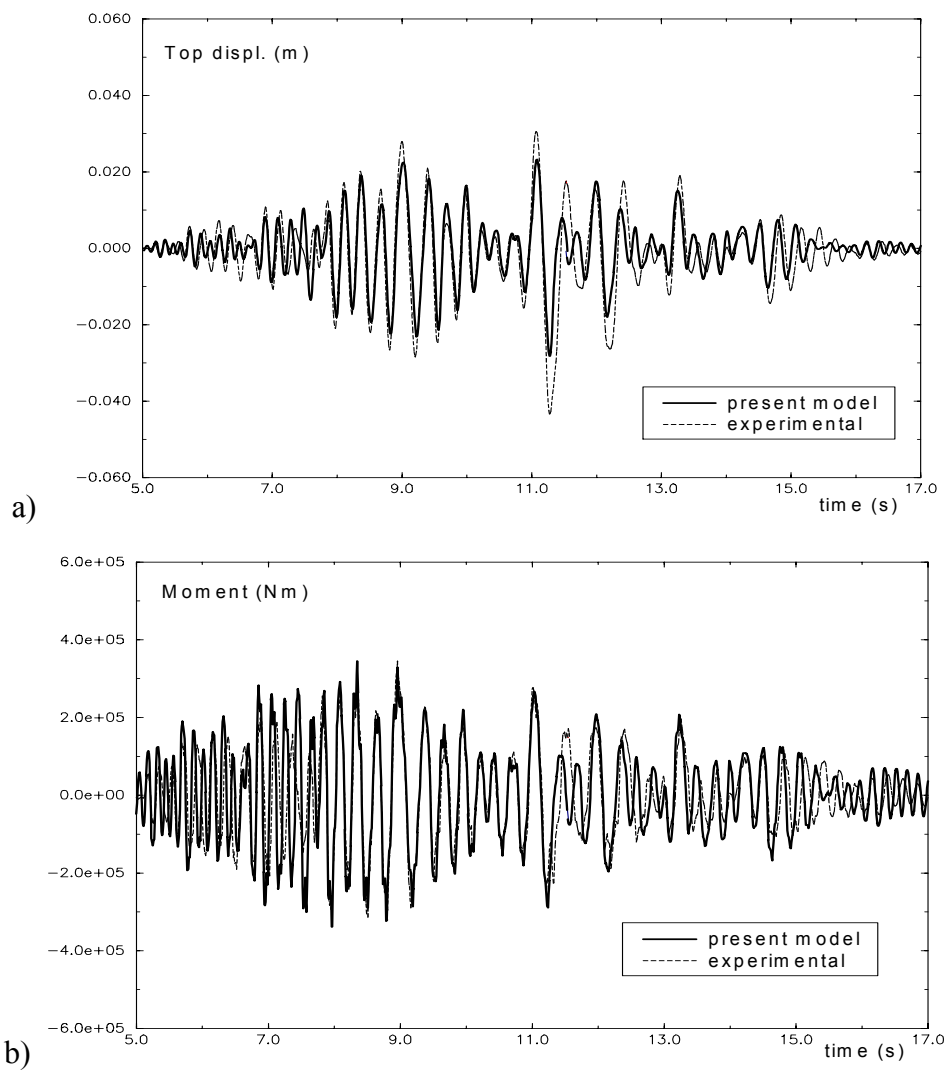 0.060
Top displ. (m)
0.040
0.020
0.000
−0.020
−0.040
−0.060
present model
experimental
5.0 7.0 9.0 11.0 13.0 15.0 17.0
time (s)
a)
6.0e+05
Moment (Nm)
4.0e+05
2.0e+05
0.0e+00
−2.0e+05
−4.0e+05
−6.0e+05
present model
experimental
5.0 7.0 9.0 11.0 13.0 15.0 17.0
time (s)
b)